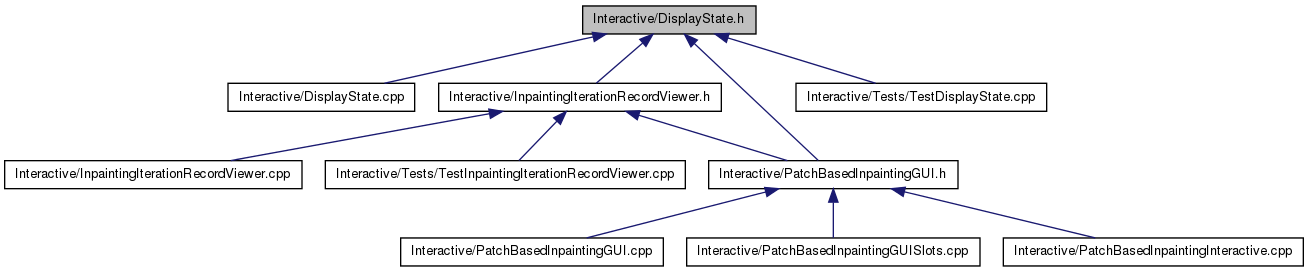 Interactive/DisplayState.h
Interactive/DisplayState.cpp
Interactive/InpaintingIterationRecordViewer.h
Interactive/Tests/TestDisplayState.cpp
Interactive/InpaintingIterationRecordViewer.cpp
Interactive/Tests/TestInpaintingIterationRecordViewer.cpp
Interactive/PatchBasedInpaintingGUI.h
Interactive/PatchBasedInpaintingGUI.cpp
Interactive/PatchBasedInpaintingGUISlots.cpp
Interactive/PatchBasedInpaintingInteractive.cpp